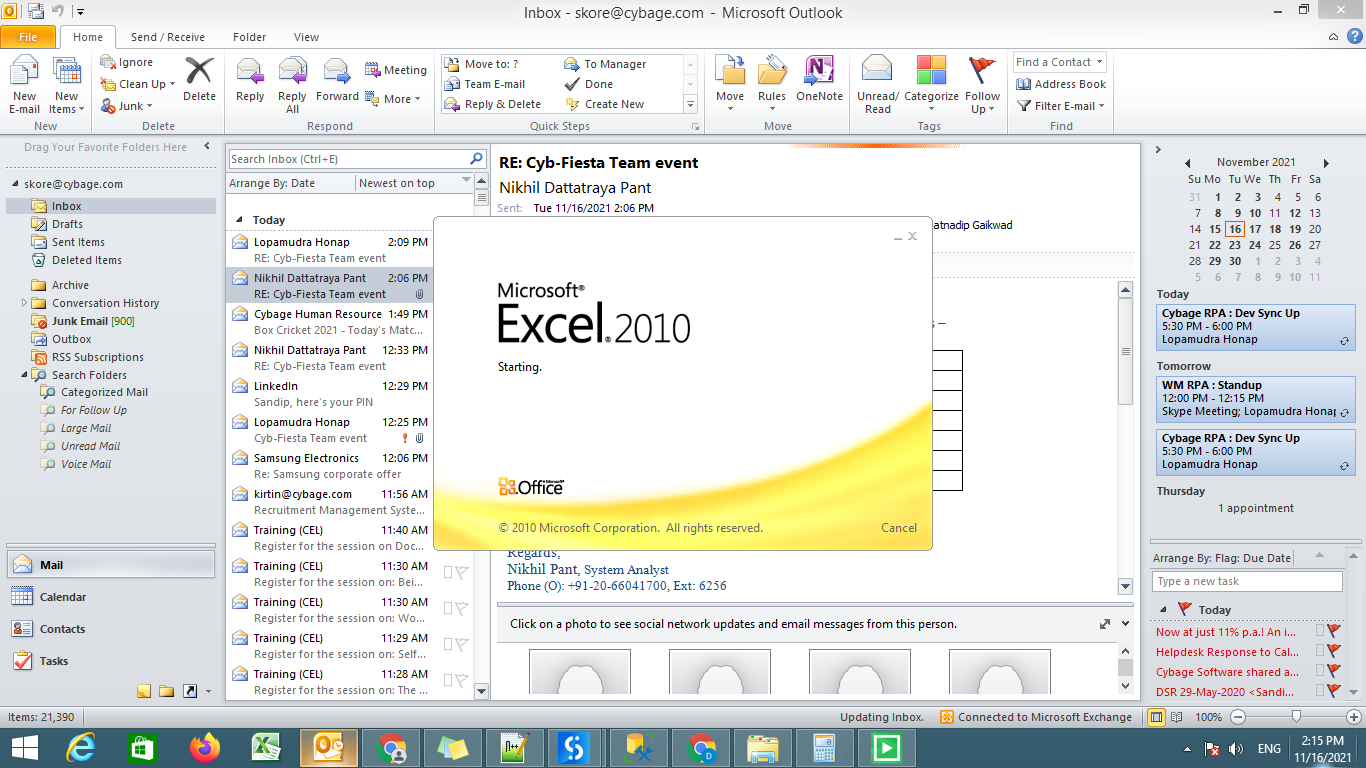 Inbox - skore@cybage.com - Microsoft Outlook
File Home Send / Receive Folder View
New E-mail
New Items
Ignore
Clean Up
Junk
Delete
Reply
Reply All
Forward
Meeting
More
Move to: ?
Team E-mail
Reply & Delete
To Manager
Done
Create New
Move
Rules
OneNote
Unread/ Read
Categorize
Follow Up
Find a Contact
Address Book
Filter E-mail
New Delete Respond Quick Steps Move Tags Find
Drag Your Favorite Folders Here
skore@cybage.com
Inbox
Drafts
Sent Items
Deleted Items
Archive
Conversation History
Junk Email [900]
Outbox
RSS Subscriptions
Search Folders
Categorized Mail
For Follow Up
Large Mail
Unread Mail
Voice Mail
Mail
Calendar
Contacts
Tasks
Search Inbox (Ctrl+E)
Arrange By: Date Newest on top
Today
Lopamudra Honap 2:09 PM
RE: Cyb-Fiesta Team event
Nikhil Dattatraya Pant 2:06 PM
RE: Cyb-Fiesta Team event
Cybage Human Resource 1:49 PM
Box Cricket 2021 - Today's Matc...
Nikhil Dattatraya Pant 12:33 PM
RE: Cyb-Fiesta Team event
LinkedIn 12:29 PM
Sandip, here's your PIN
Lopamudra Honap 12:25 PM
Cyb-Fiesta Team event
Samsung Electronics 12:06 PM
Re: Samsung corporate offer
kirtin@cybage.com 11:56 AM
Recruitment Management Syste...
Training (CEL) 11:40 AM
Register for the session on Doc...
Training (CEL) 11:30 AM
Register for the session on: Bei...
Training (CEL) 11:30 AM
Register for the session on: Wo...
Training (CEL) 11:29 AM
Register for the session on: Self...
Training (CEL) 11:28 AM
Register for the session on: The ...
RE: Cyb-Fiesta Team event
Nikhil Dattatraya Pant
Sent: Tue 11/16/2021 2:06 PM
atnadip Gaikwad
s –
Microsoft®
Excel®2010
Starting.
Microsoft®
Office
© 2010 Microsoft Corporation. All rights reserved.
Cancel
Regards,
Nikhil Pant, System Analyst
Phone (O): +91-20-66041700, Ext: 6256
Click on a photo to see social network updates and email messages from this person.
November 2021
Su Mo Tu We Th Fr Sa
31 1 2 3 4 5 6
7 8 9 10 11 12 13
14 15 16 17 18 19 20
21 22 23 24 25 26 27
28 29 30 1 2 3 4
5 6 7 8 9 10 11
Today
Cybage RPA : Dev Sync Up
5:30 PM - 6:00 PM
Lopamudra Honap
Tomorrow
WM RPA : Standup
12:00 PM - 12:15 PM
Skype Meeting; Lopamudra Honap
Cybage RPA : Dev Sync Up
5:30 PM - 6:00 PM
Lopamudra Honap
Thursday
1 appointment
Arrange By: Flag: Due Date
Type a new task
Today
Now at just 11% p.a.! An i...
Helpdesk Response to Cal...
Cybage Software shared a...
DSR 29-May-2020 <Sandi...
Items: 21,390 Updating Inbox. Connected to Microsoft Exchange 100%
ENG
2:15 PM
11/16/2021